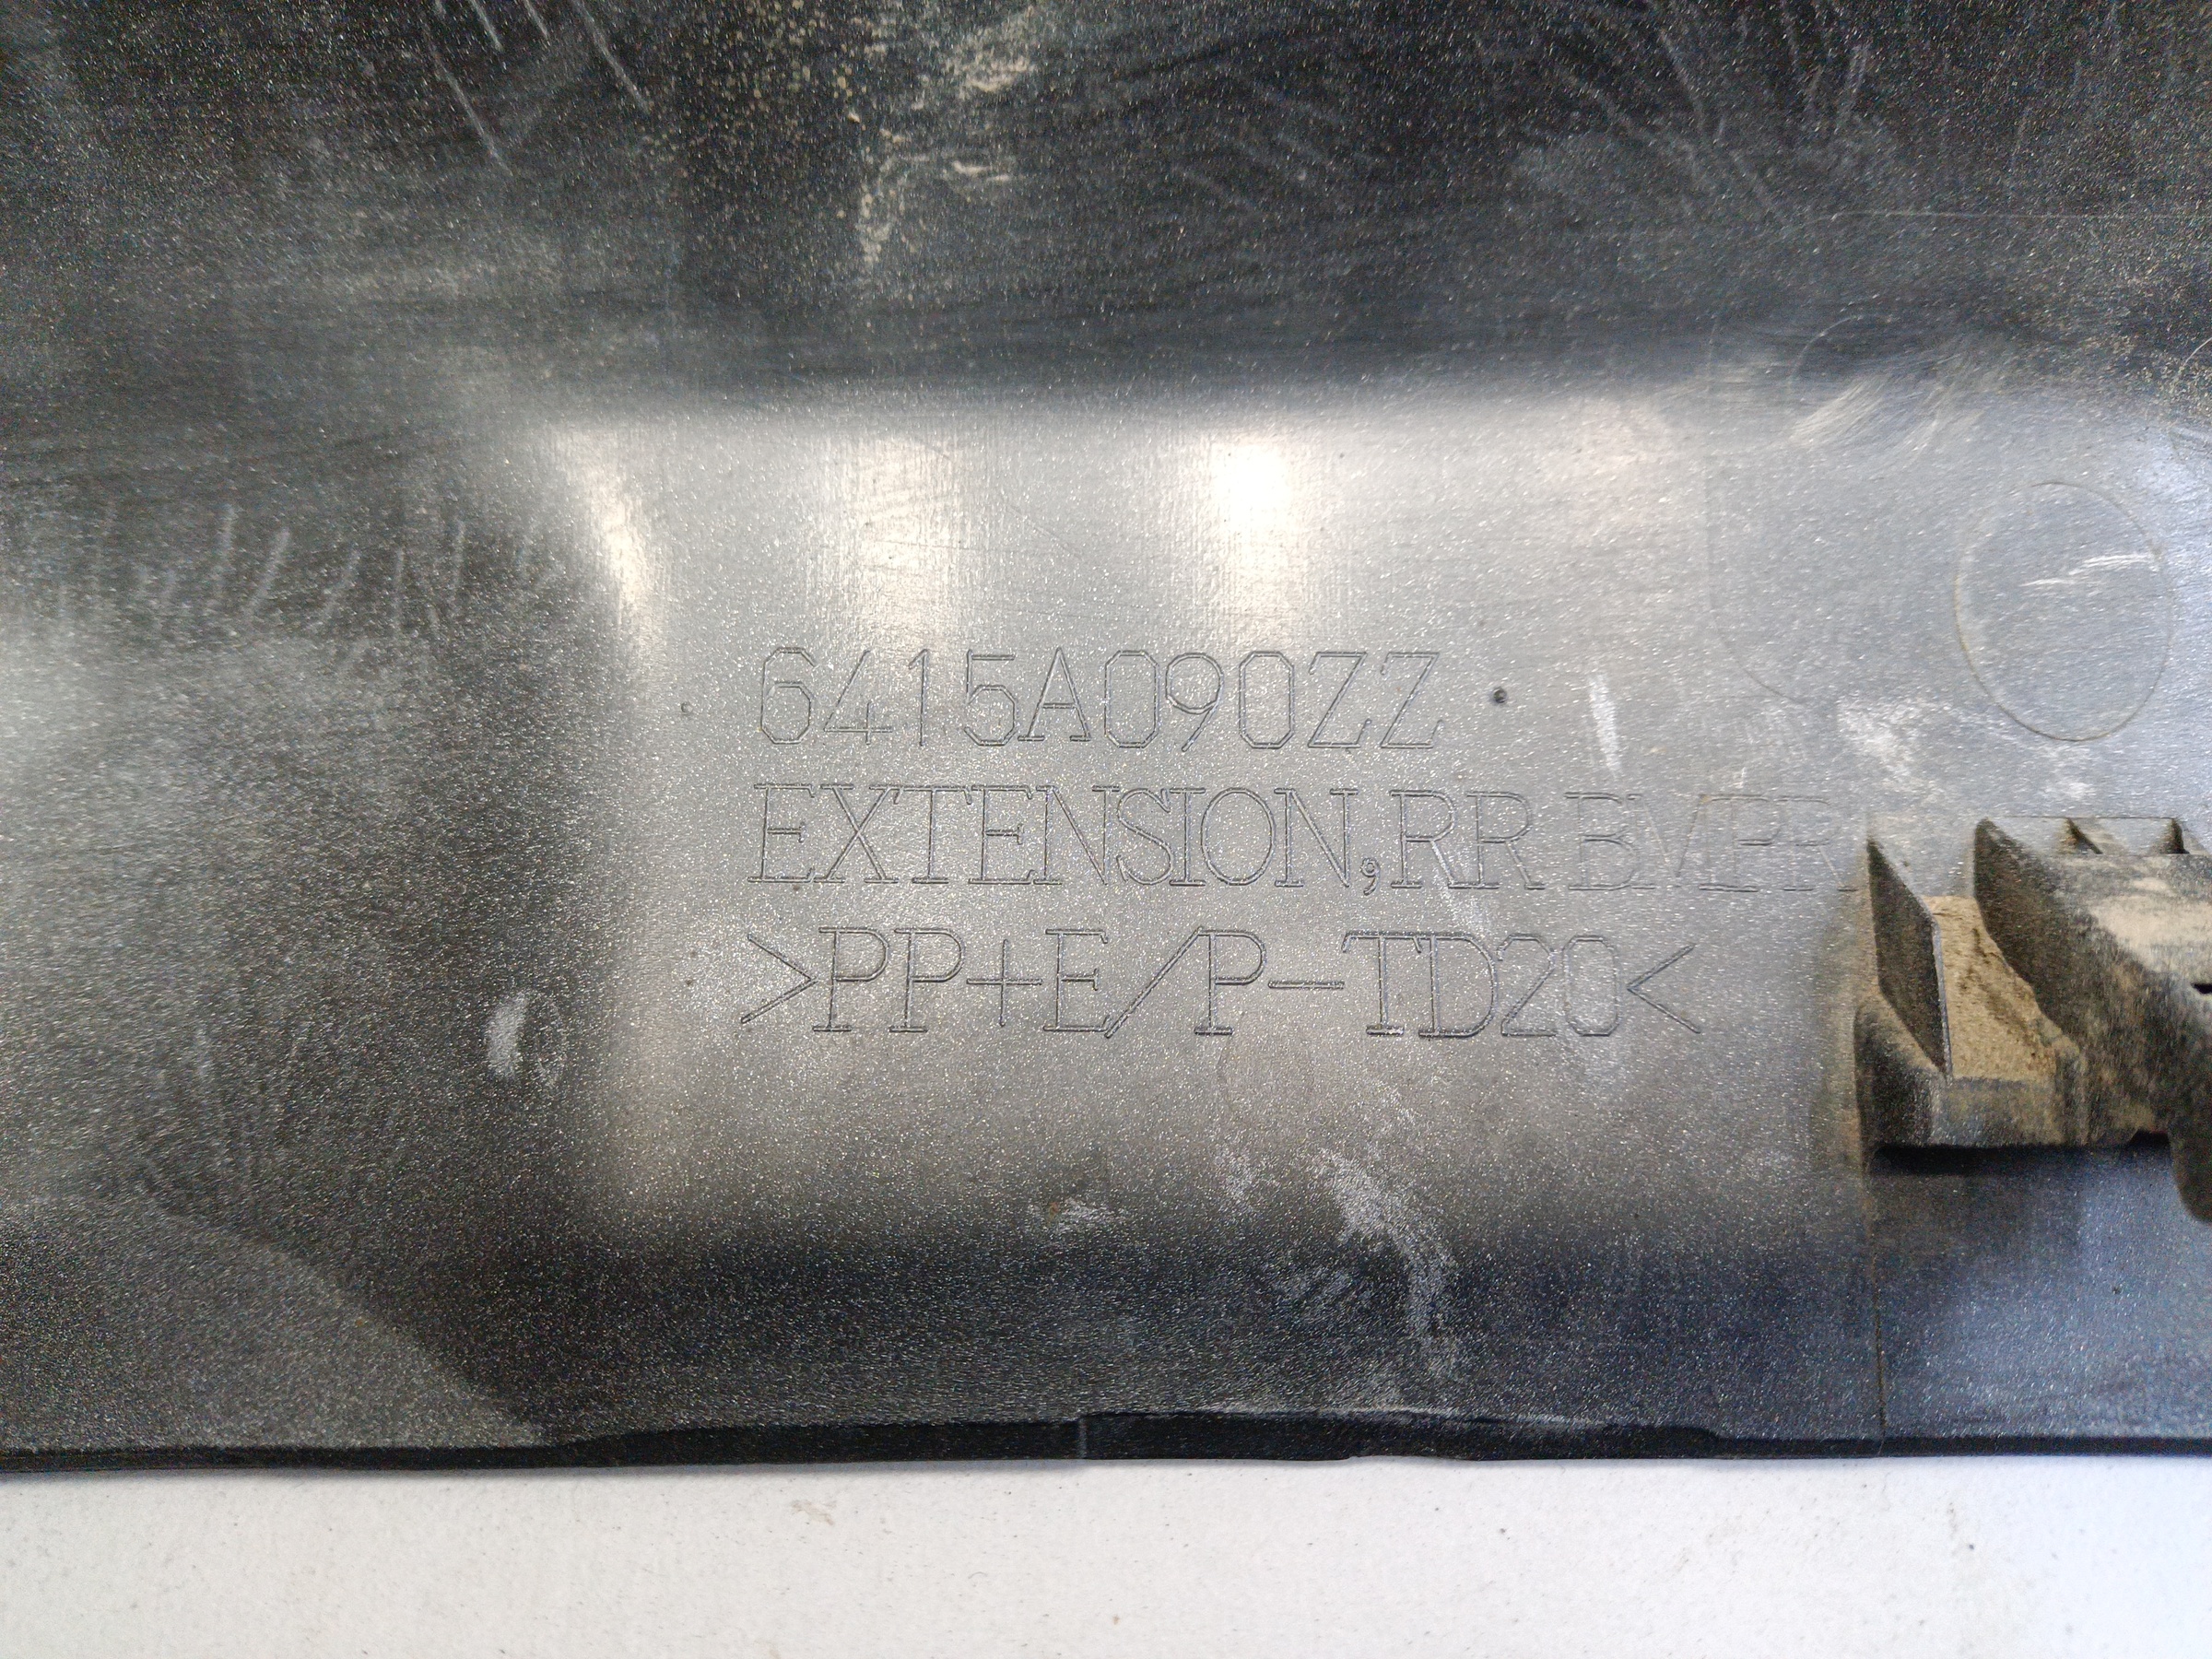 6415A090ZZ
EXTENSION,RR BMPR
>PP+E/P-TD20<